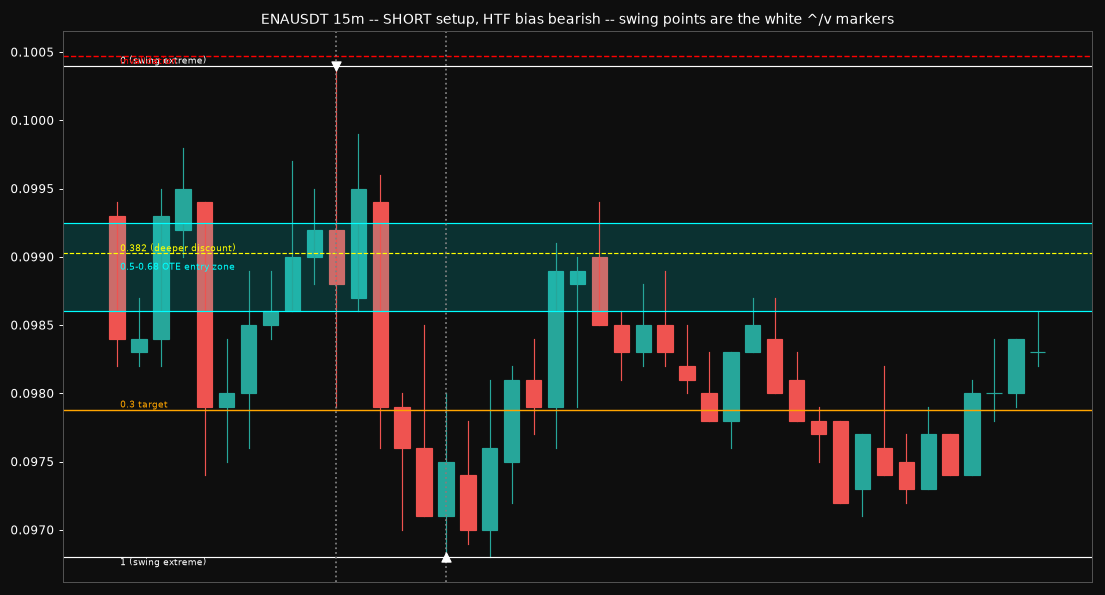 ENAUSDT 15m -- SHORT setup, HTF bias bearish -- swing points are the white ^/v markers
0.1005
0 (swing extreme)
0.1000
0.0995
0.382 (deeper discount)
0.0990
0.5-0.68 OTE entry zone
0.0985
0.0980
0.3 target
0.0975
0.0970
1 (swing extreme)